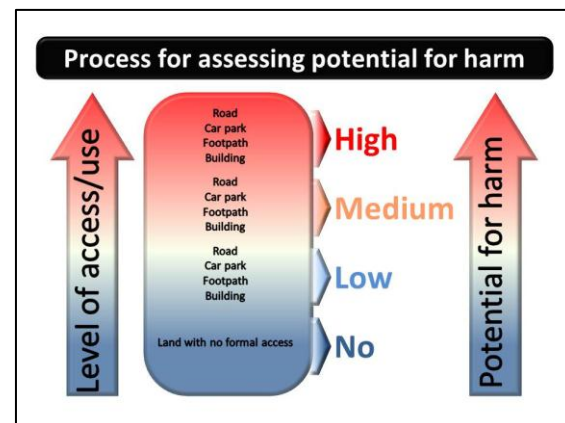 Process for assessing potential for harm
Level of access/use
Road
Car park
Footpath
Building
High
Road
Car park
Footpath
Building
Medium
Road
Car park
Footpath
Building
Low
Land with no formal access
No
Potential for harm